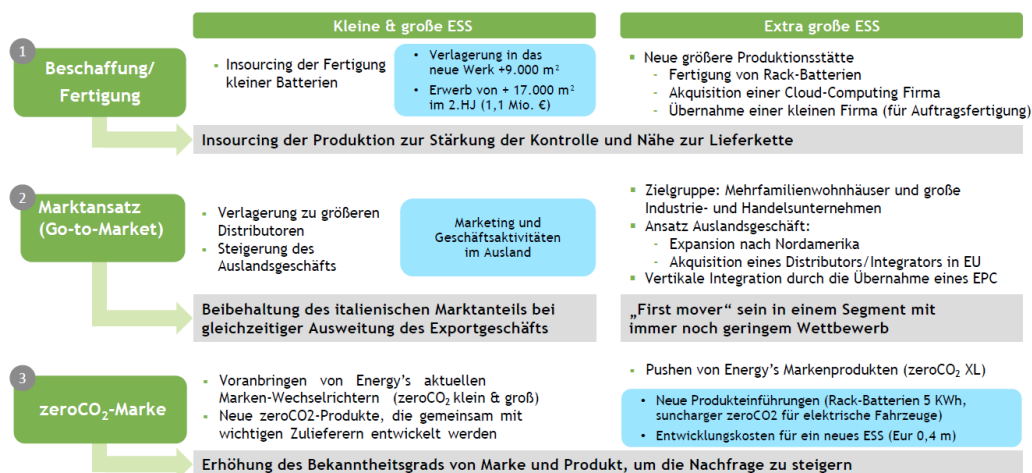 Kleine & große ESS
Extra große ESS
1
Beschaffung/
Fertigung
▪ Insourcing der Fertigung
kleiner Batterien
• Verlagerung in das
neue Werk +9.000 m²
• Erwerb von + 17.000 m²
im 2.HJ (1,1 Mio. €)
▪ Neue größere Produktionsstätte
- Fertigung von Rack-Batterien
- Akquisition einer Cloud-Computing Firma
- Übernahme einer kleinen Firma (für Auftragsfertigung)
Insourcing der Produktion zur Stärkung der Kontrolle und Nähe zur Lieferkette
2
Marktansatz
(Go-to-Market)
▪ Verlagerung zu größeren
Distributoren
▪ Steigerung des
Auslandsgeschäfts
Marketing und
Geschäftsaktivitäten
im Ausland
▪ Zielgruppe: Mehrfamilienwohnhäuser und große
Industrie- und Handelsunternehmen
▪ Ansatz Auslandsgeschäft:
- Expansion nach Nordamerika
- Akquisition eines Distributors/Integrators in EU
▪ Vertikale Integration durch die Übernahme eines EPC
Beibehaltung des italienischen Marktanteils bei
gleichzeitiger Ausweitung des Exportgeschäfts
„First mover“ sein in einem Segment mit
immer noch geringem Wettbewerb
3
zeroCO₂-Marke
▪ Voranbringen von Energy’s aktuellen
Marken-Wechselrichtern (zeroCO₂ klein & groß)
▪ Neue zeroCO2-Produkte, die gemeinsam mit
wichtigen Zulieferern entwickelt werden
▪ Pushen von Energy’s Markenprodukten (zeroCO₂ XL)
• Neue Produkteinführungen (Rack-Batterien 5 KWh,
suncharger zeroCO2 für elektrische Fahrzeuge)
• Entwicklungskosten für ein neues ESS (Eur 0,4 m)
Erhöhung des Bekanntheitsgrads von Marke und Produkt, um die Nachfrage zu steigern